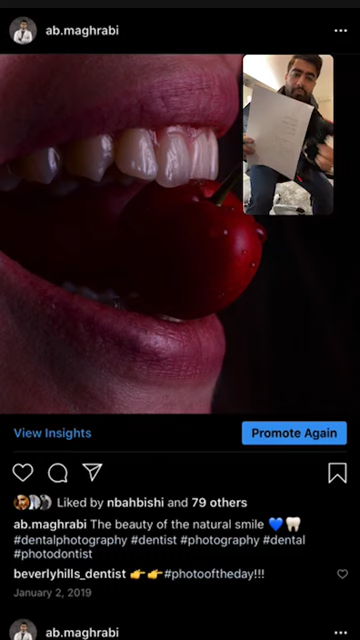 ab.maghrabi
View Insights
Promote Again
Liked by nbahbishi and 79 others
ab.maghrabi The beauty of the natural smile 💙🦷
#dentalphotography #dentist #photography #dental
#photodontist
beverlyhills_dentist 👉👉#photooftheday!!!
January 2, 2019
ab.maghrabi